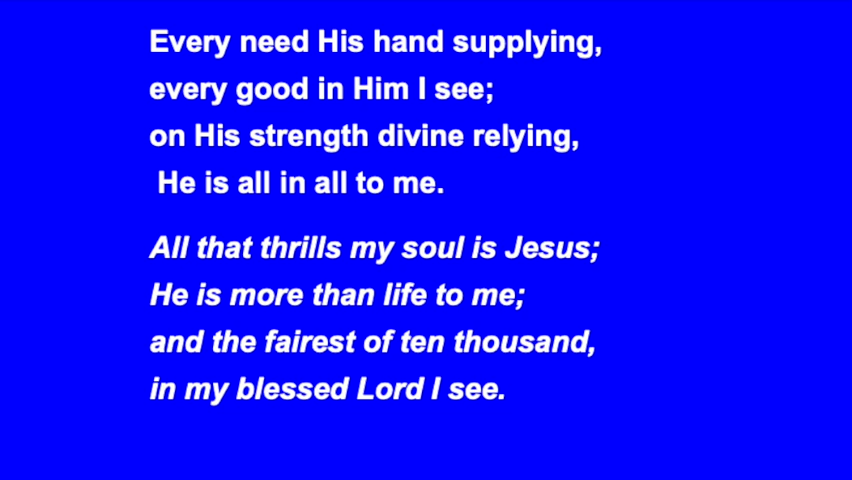 Every need His hand supplying,
every good in Him I see;
on His strength divine relying,
He is all in all to me.
All that thrills my soul is Jesus;
He is more than life to me;
and the fairest of ten thousand,
in my blessed Lord I see.